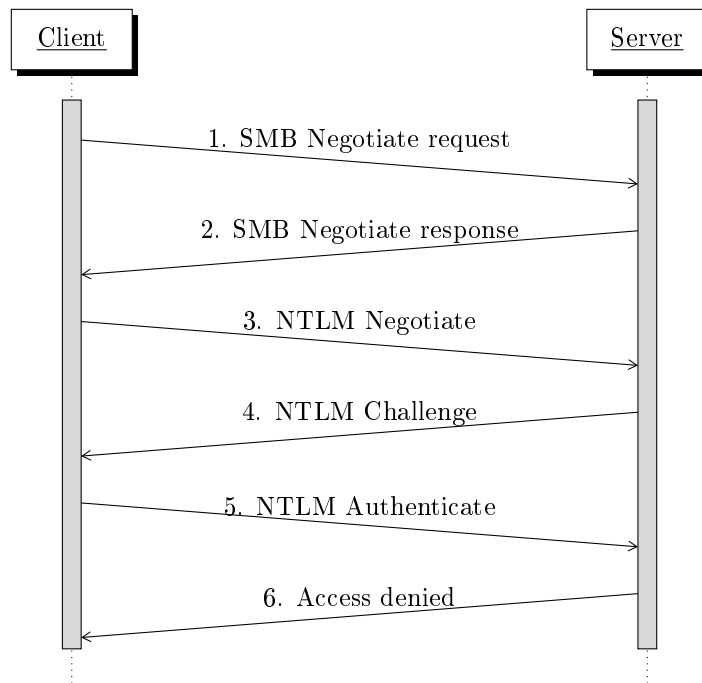 Client
Server
1. SMB Negotiate request
2. SMB Negotiate response
3. NTLM Negotiate
4. NTLM Challenge
5. NTLM Authenticate
6. Access denied